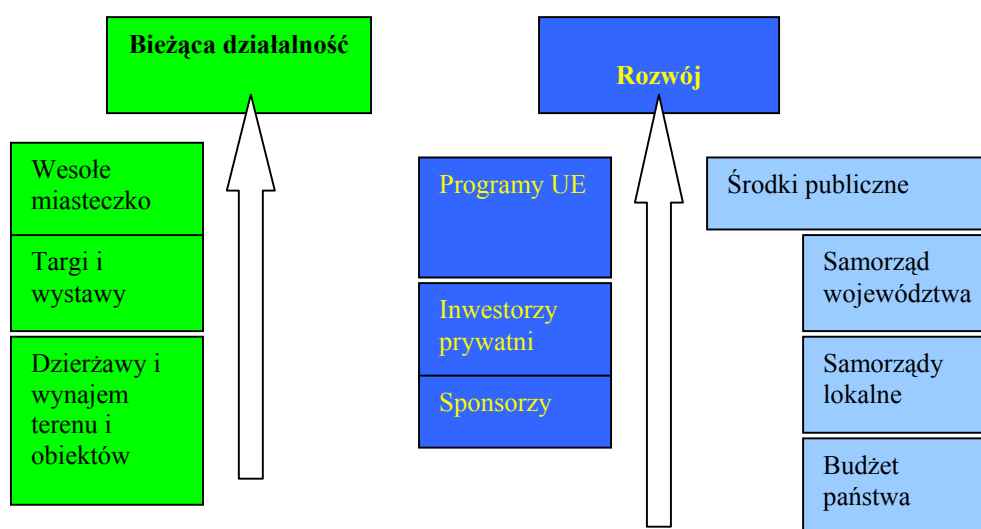 Bieżąca działalność
Rozwój
Wesołe
miasteczko
Targi i
wystawy
Dzierżawy i
wynajem
terenu i
obiektów
Programy UE
Inwestorzy
prywatni
Sponsorzy
Środki publiczne
Samorząd
województwa
Samorządy
lokalne
Budżet
państwa